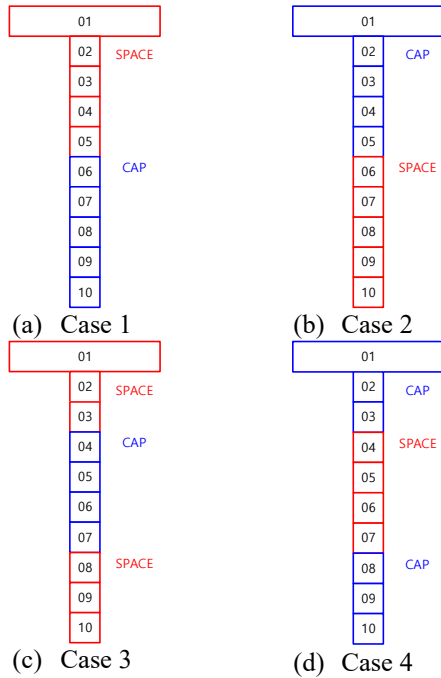 01 01
02 SPACE 02 CAP
03 03
04 04
05 05
06 CAP 06 SPACE
07 07
08 08
09 09
10 10
(a) Case 1 (b) Case 2
01 01
02 SPACE 02 CAP
03 03
04 CAP 04 SPACE
05 05
06 06
07 07
08 SPACE 08 CAP
09 09
10 10
(c) Case 3 (d) Case 4